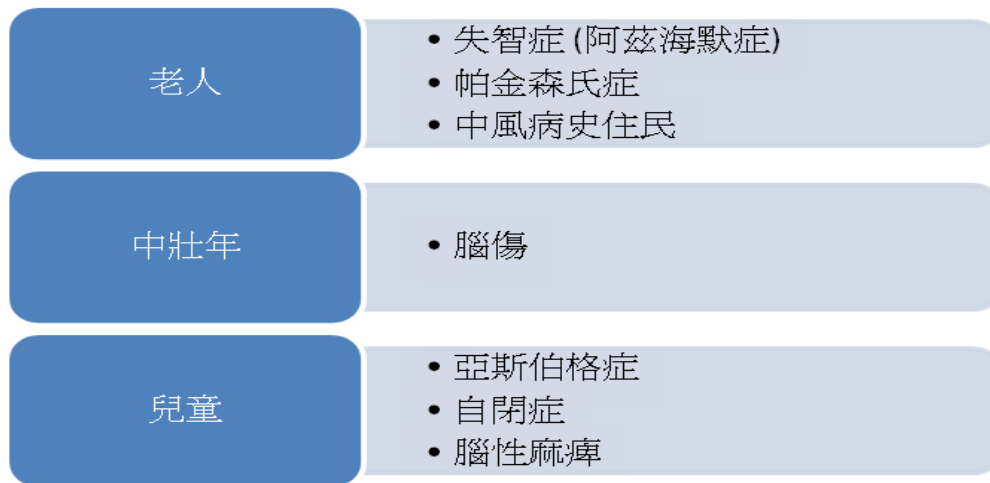 老人
• 失智症 (阿茲海默症)
• 帕金森氏症
• 中風病史住民
中壯年
• 腦傷
兒童
• 亞斯伯格症
• 自閉症
• 腦性麻痺